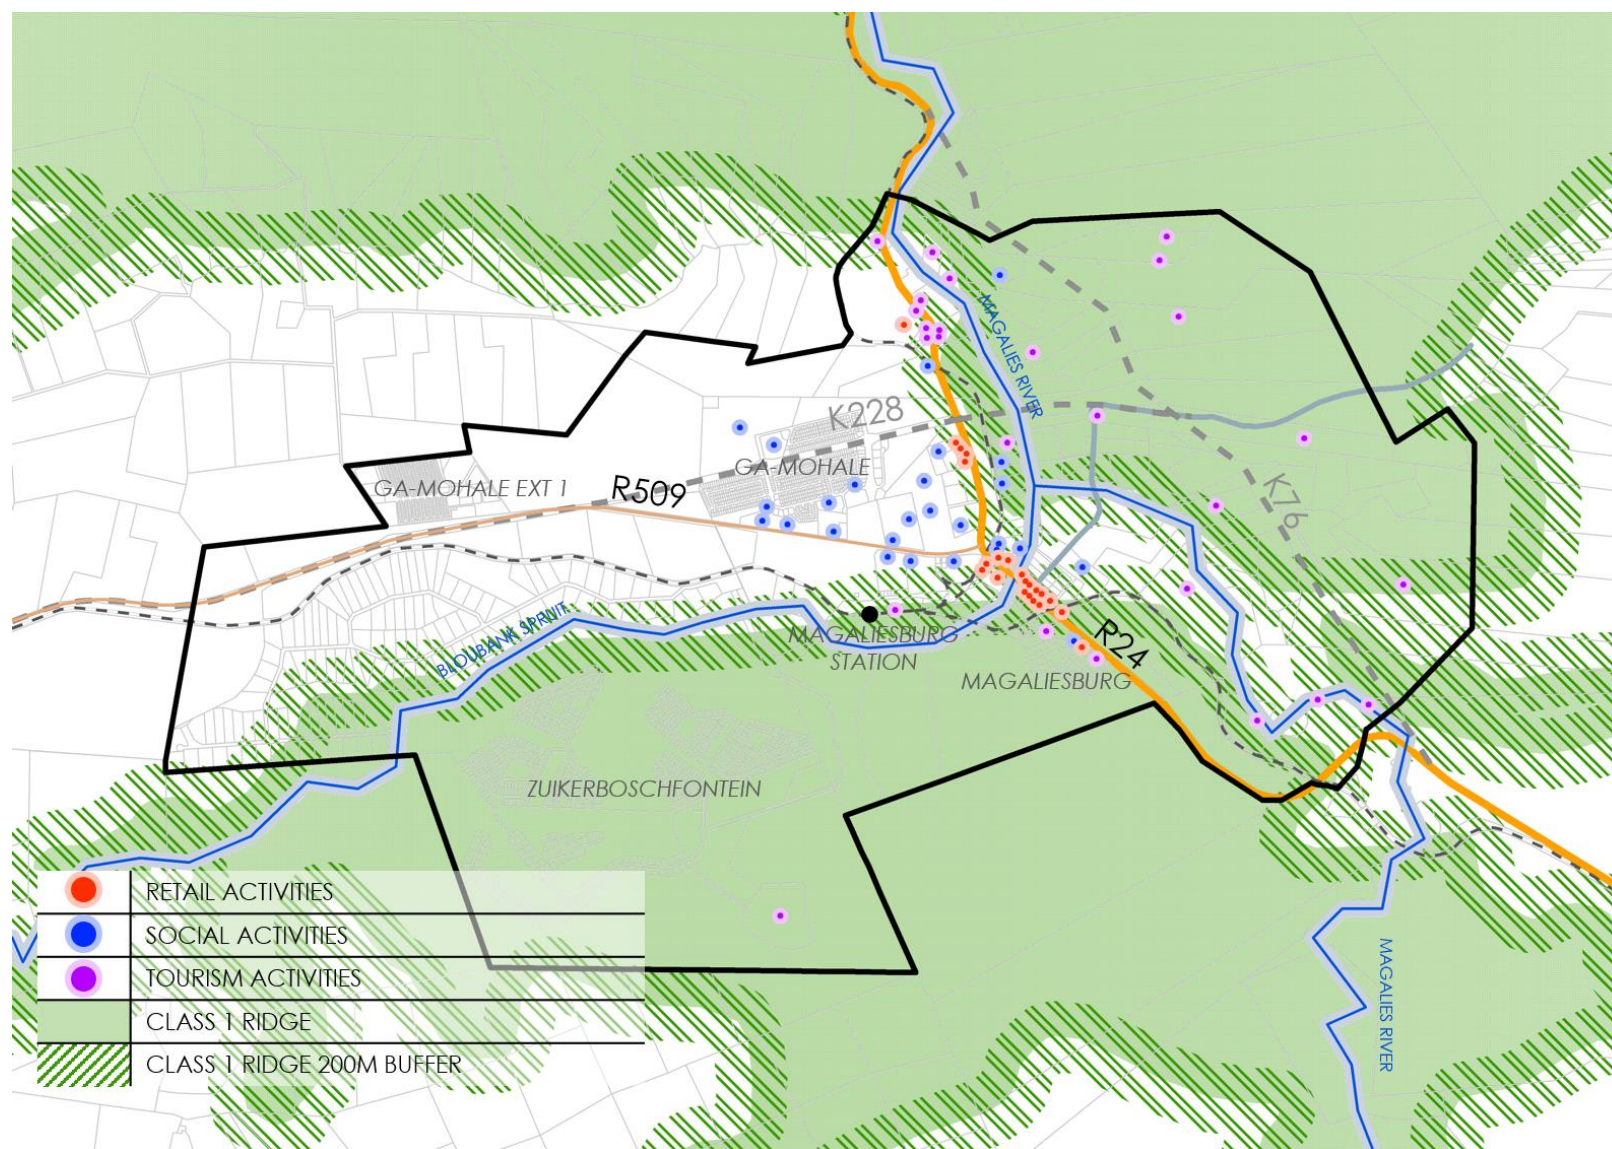 MAGALIES RIVER
K228
GA-MOHALE
GA-MOHALE EXT 1
R509
K76
BLOUBANK SPRUIT
MAGALIESBURG
STATION
R24
MAGALIESBURG
ZUIKERBOSCHFONTEIN
RETAIL ACTIVITIES
SOCIAL ACTIVITIES
TOURISM ACTIVITIES
CLASS 1 RIDGE
CLASS 1 RIDGE 200M BUFFER
MAGALIES RIVER